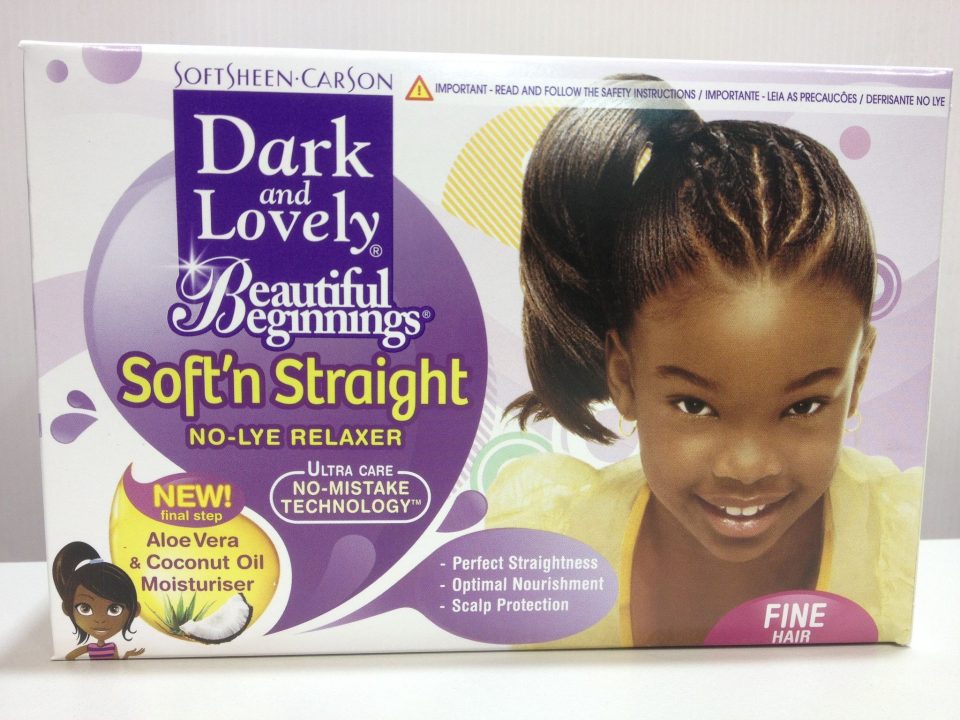 SOFTSHEEN·CARSON
IMPORTANT - READ AND FOLLOW THE SAFETY INSTRUCTIONS / IMPORTANTE - LEIA AS PRECAUCÕES / DEFRISANTE NO LYE
Dark
and
Lovely®
Beautiful
Beginnings®
Soft'n Straight
NO-LYE RELAXER
ULTRA CARE
NO-MISTAKE
TECHNOLOGY™
NEW!
final step
Aloe Vera
& Coconut Oil
Moisturiser
- Perfect Straightness
- Optimal Nourishment
- Scalp Protection
FINE
HAIR